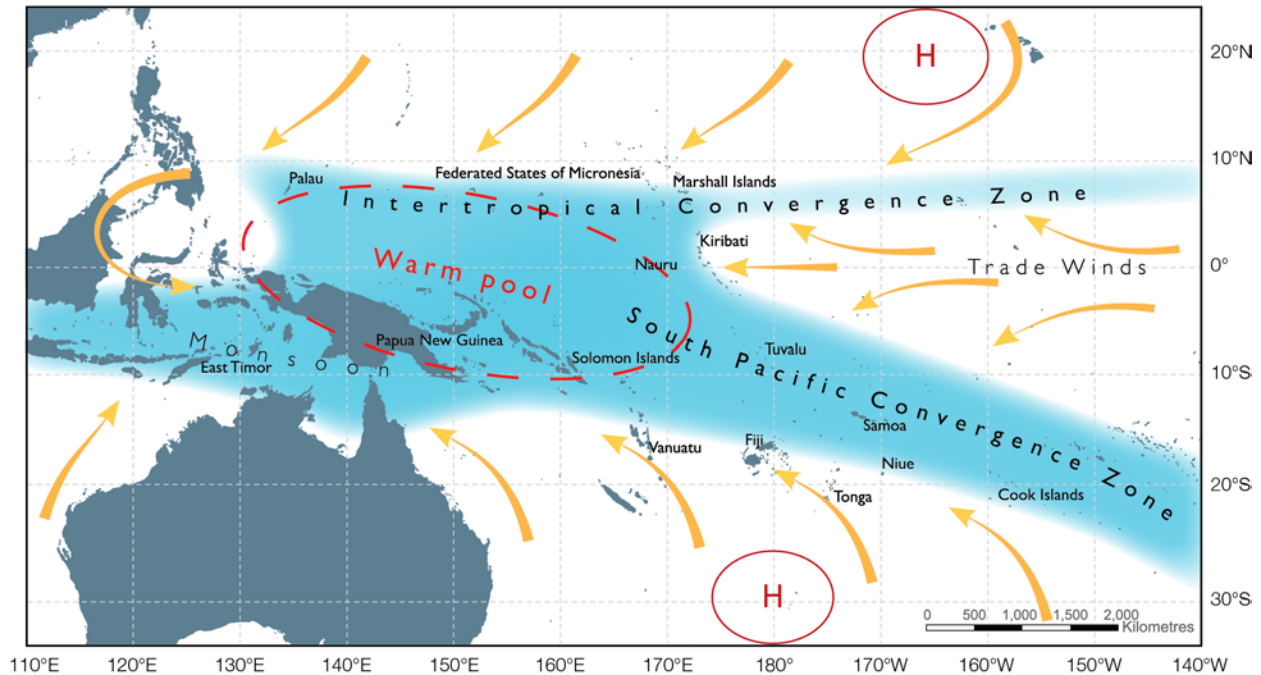 H
20°N
10°N
Palau
Federated States of Micronesia
Marshall Islands
Intertropical Convergence Zone
Kiribati
Warm pool
Nauru
Trade Winds
0°
South Pacific Convergence Zone
Monsoon
Papua New Guinea
Tuvalu
East Timor
Solomon Islands
10°S
Samoa
Vanuatu
Fiji
Niue
20°S
Tonga
Cook Islands
H
30°S
0 500 1,000 1,500 2,000
Kilometres
110°E 120°E 130°E 140°E 150°E 160°E 170°E 180° 170°W 160°W 150°W 140°W